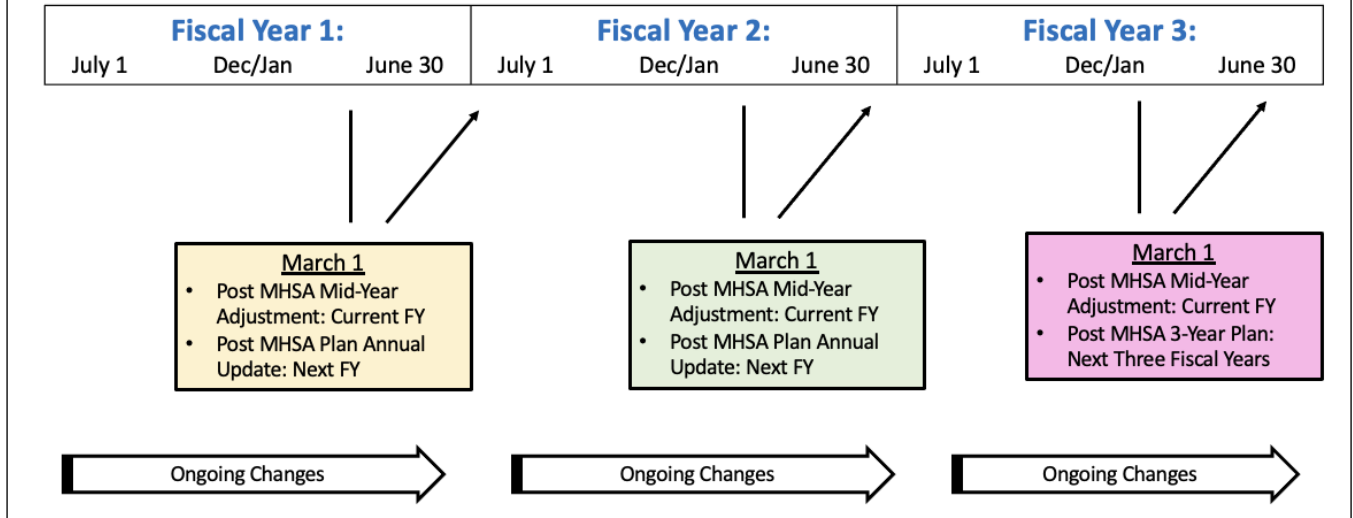 Fiscal Year 1:
July 1 Dec/Jan June 30
Fiscal Year 2:
July 1 Dec/Jan June 30
Fiscal Year 3:
July 1 Dec/Jan June 30
March 1
• Post MHSA Mid-Year
Adjustment: Current FY
• Post MHSA Plan Annual
Update: Next FY
March 1
• Post MHSA Mid-Year
Adjustment: Current FY
• Post MHSA Plan Annual
Update: Next FY
March 1
• Post MHSA Mid-Year
Adjustment: Current FY
• Post MHSA 3-Year Plan:
Next Three Fiscal Years
Ongoing Changes
Ongoing Changes
Ongoing Changes